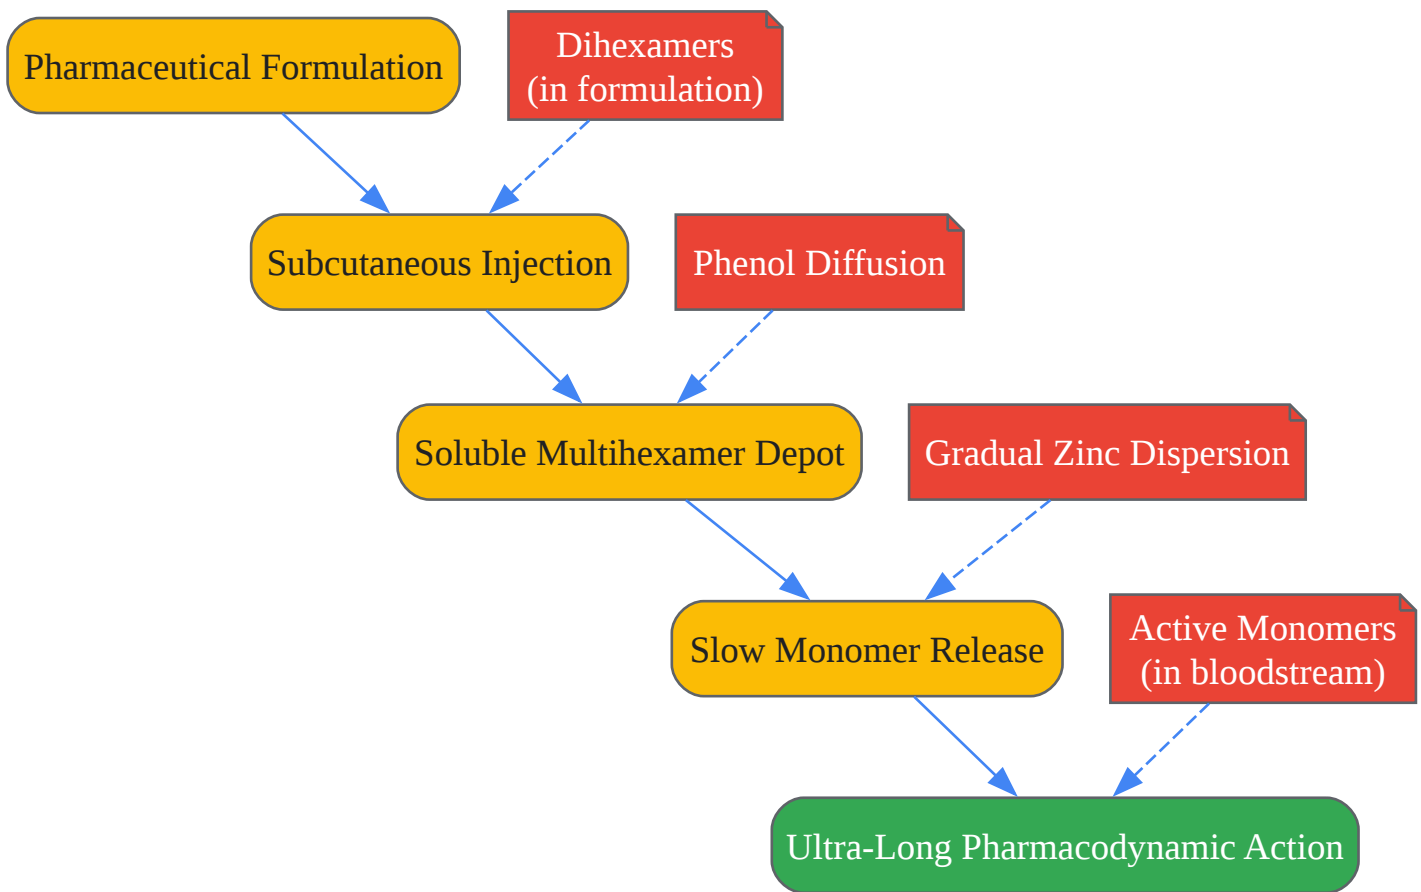 Pharmaceutical Formulation
Dihexamers
(in formulation)
Subcutaneous Injection
Phenol Diffusion
Soluble Multihexamer Depot
Gradual Zinc Dispersion
Slow Monomer Release
Active Monomers
(in bloodstream)
Ultra-Long Pharmacodynamic Action